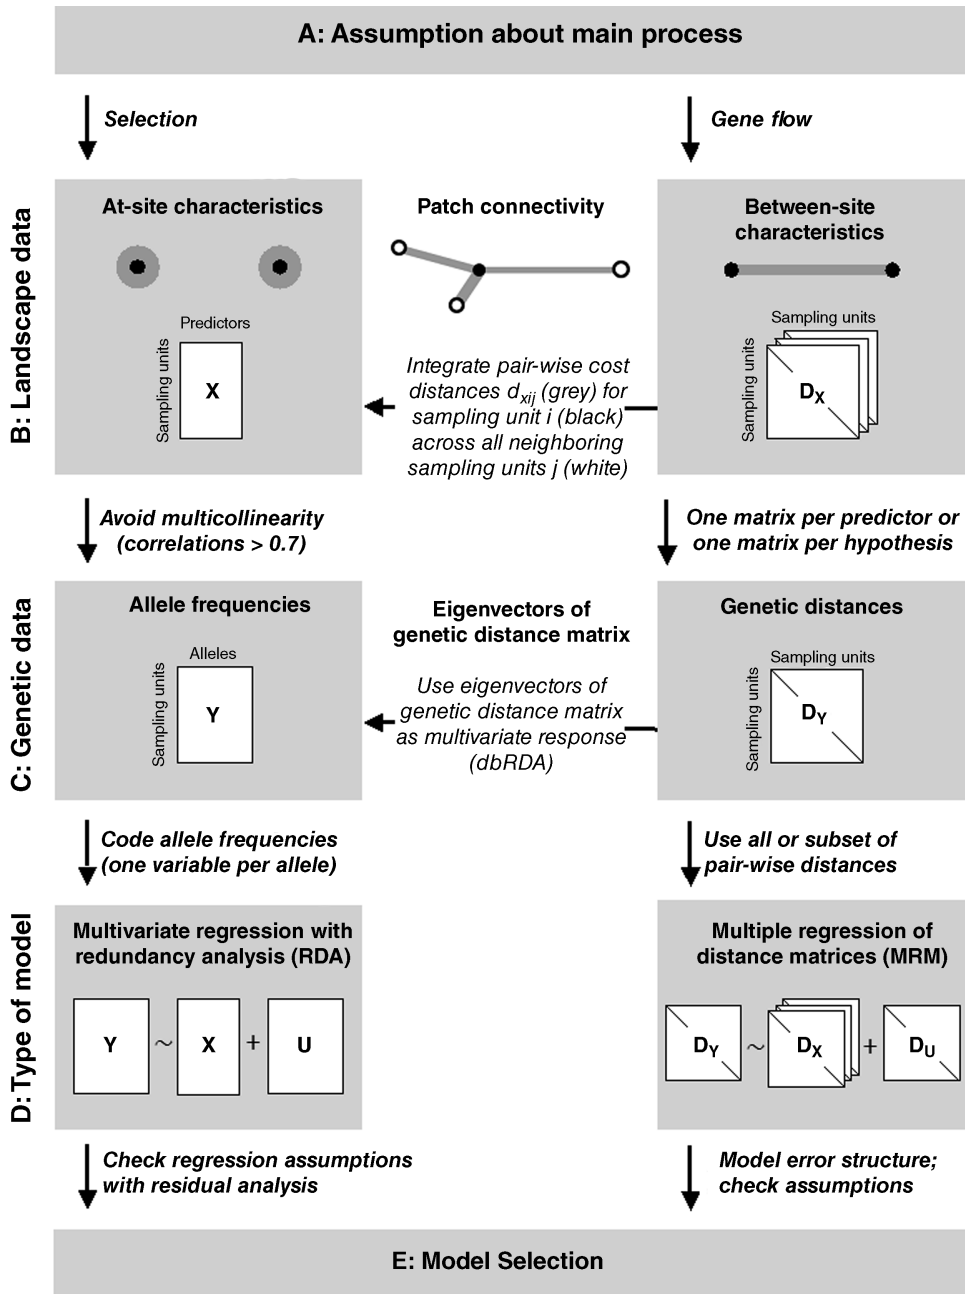 A: Assumption about main process
Selection
Gene flow
B: Landscape data
At-site characteristics
Predictors
Sampling units
X
Patch connectivity
Integrate pair-wise cost
distances dxij (grey) for
sampling unit i (black)
across all neighboring
sampling units j (white)
Between-site
characteristics
Sampling units
Sampling units
DX
Avoid multicollinearity
(correlations > 0.7)
One matrix per predictor or
one matrix per hypothesis
C: Genetic data
Allele frequencies
Alleles
Sampling units
Y
Eigenvectors of
genetic distance matrix
Use eigenvectors of
genetic distance matrix
as multivariate response
(dbRDA)
Genetic distances
Sampling units
Sampling units
DY
Code allele frequencies
(one variable per allele)
Use all or subset of
pair-wise distances
D: Type of model
Multivariate regression with
redundancy analysis (RDA)
Y ~ X + U
Multiple regression of
distance matrices (MRM)
DY ~ DX + DU
Check regression assumptions
with residual analysis
Model error structure;
check assumptions
E: Model Selection